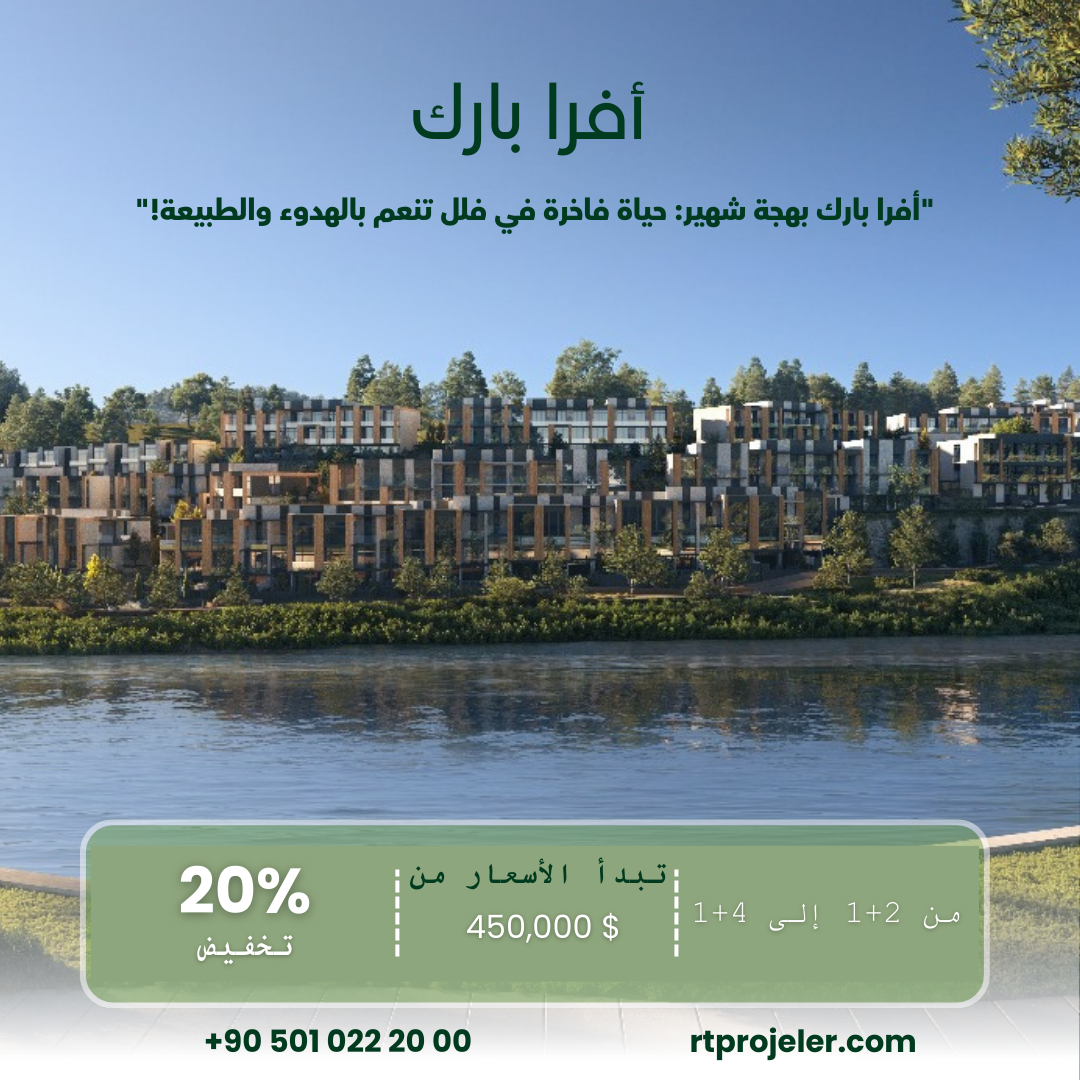 أفرا بارك
"أفرا بارك بهجة شهير: حياة فاخرة في فلل تنعم بالهدوء والطبيعة!"
من 2+1 إلى 4+1
تبدأ الأسعار من
450,000 $
20%
تخفيض
+90 501 022 20 00
rtprojeler.com